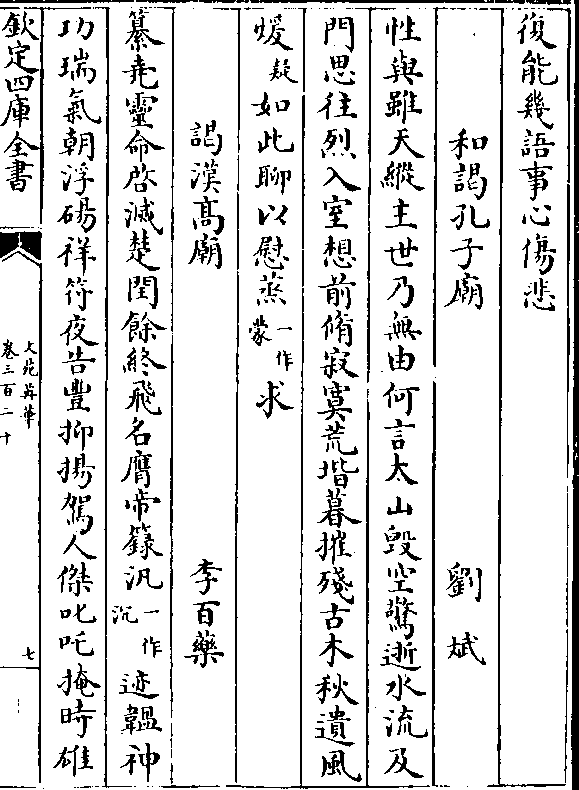 復能幾語事心傷悲
和謁孔子廟　劉斌
性與雖天縱主世乃無由何言太山毀空驚逝水流及
門思往烈入室想前脩寂寞荒堦暮摧殘古木秋遺風
煖疑如此聊以慰蒸一作蒙求
謁漢髙廟　李百藥
纂堯靈命啓滅楚閏餘終飛名膺帝籙汎一作沉迹韞神
功瑞氣朝浮碭祥符夜告豐抑揚駕人傑叱吒掩時雄
欽定四庫全書　文苑英華卷三百二十　七